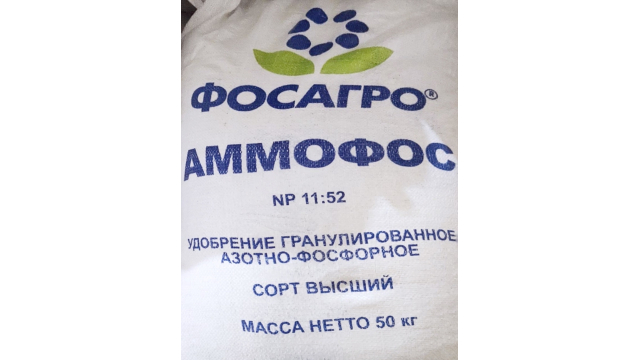 ФОСАГРО®
АММОФОС
NP 11:52
УДОБРЕНИЕ ГРАНУЛИРОВАННОЕ
АЗОТНО-ФОСФОРНОЕ
СОРТ ВЫСШИЙ
МАССА НЕТТО 50 кг